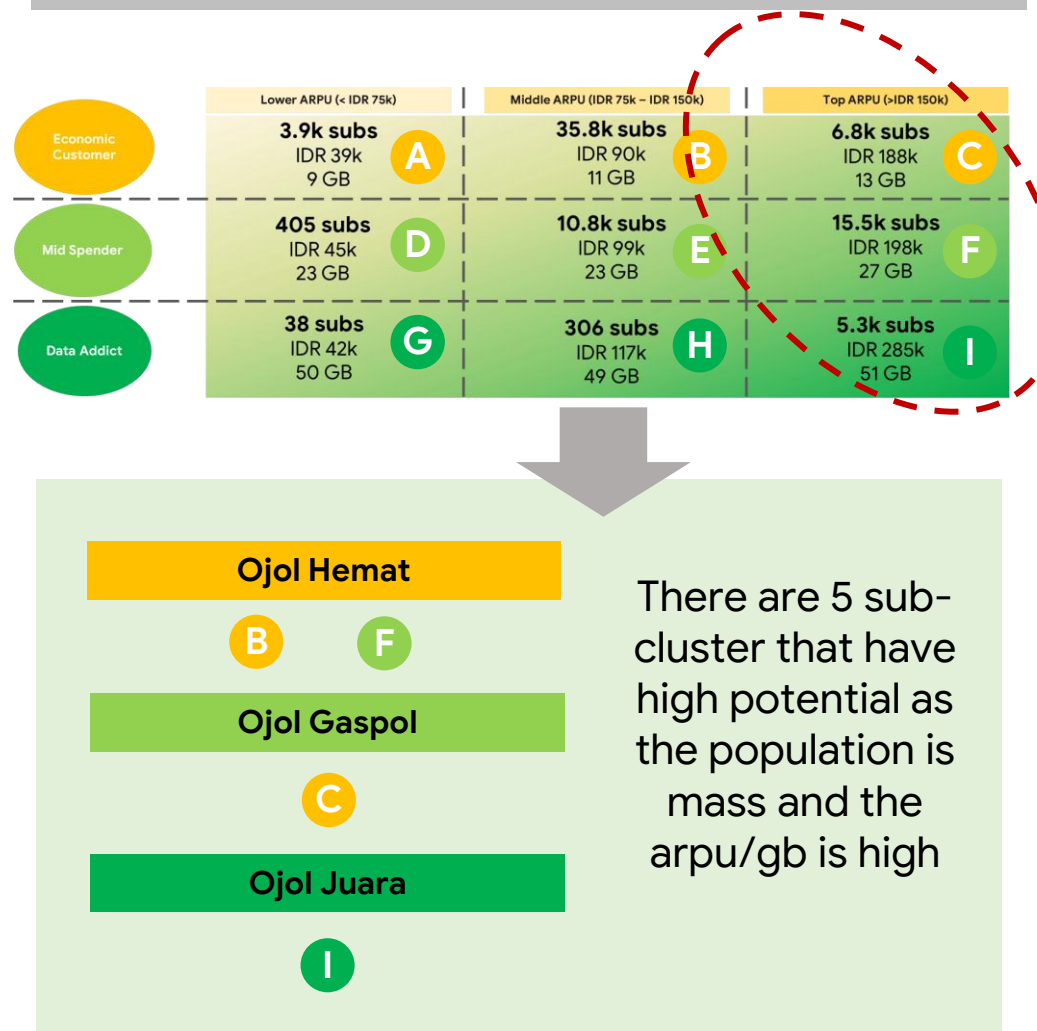 Lower ARPU (< IDR 75k)
Middle ARPU (IDR 75k – IDR 150k)
Top ARPU (>IDR 150k)
Economic
Customer
3.9k subs
IDR 39k
9 GB
A
35.8k subs
IDR 90k
11 GB
B
6.8k subs
IDR 188k
13 GB
C
Mid Spender
405 subs
IDR 45k
23 GB
D
10.8k subs
IDR 99k
23 GB
E
15.5k subs
IDR 198k
27 GB
F
Data Addict
38 subs
IDR 42k
50 GB
G
306 subs
IDR 117k
49 GB
H
5.3k subs
IDR 285k
51 GB
I
Ojol Hemat
B F
Ojol Gaspol
C
Ojol Juara
I
There are 5 sub-
cluster that have
high potential as
the population is
mass and the
arpu/gb is high